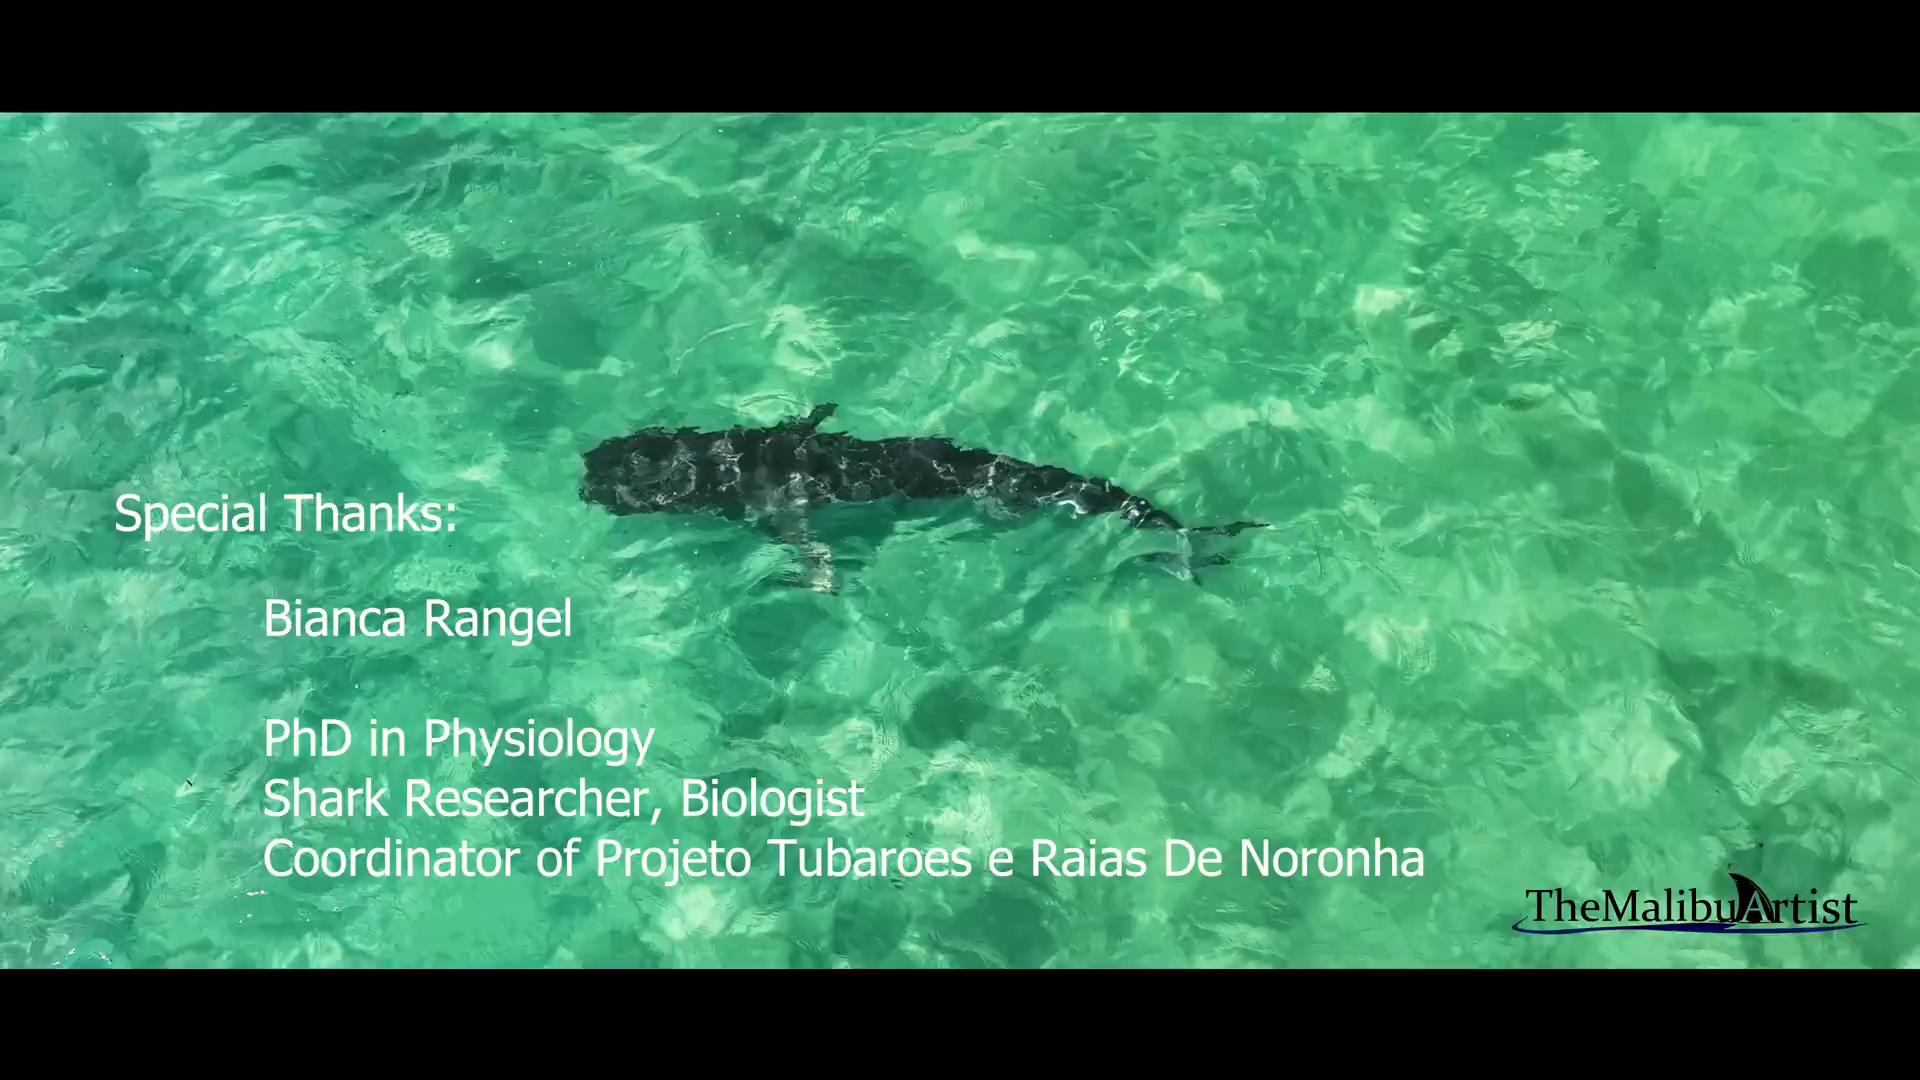 Special Thanks:
Bianca Rangel
PhD in Physiology
Shark Researcher, Biologist
Coordinator of Projeto Tubaroes e Raias De Noronha
TheMalibuArtist